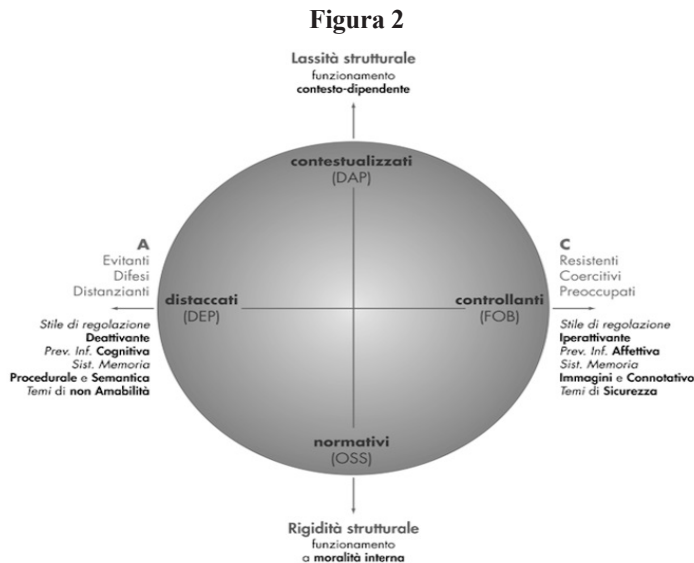 Figura 2
Lassità strutturale
funzionamento
contesto-dipendente
contestualizzati
(DAP)
A
Evitanti
Difesi
Distanzianti
distaccati
(DEP)
Stile di regolazione
Deattivante
Prev. Inf. Cognitiva
Sist. Memoria
Procedurale e Semantica
Temi di non Amabilità
C
Resistenti
Coercitivi
Preoccupati
controllanti
(FOB)
Stile di regolazione
Iperattivante
Prev. Inf. Affettiva
Sist. Memoria
Immagini e Connotativo
Temi di Sicurezza
normativi
(OSS)
Rigidità strutturale
funzionamento
a moralità interna